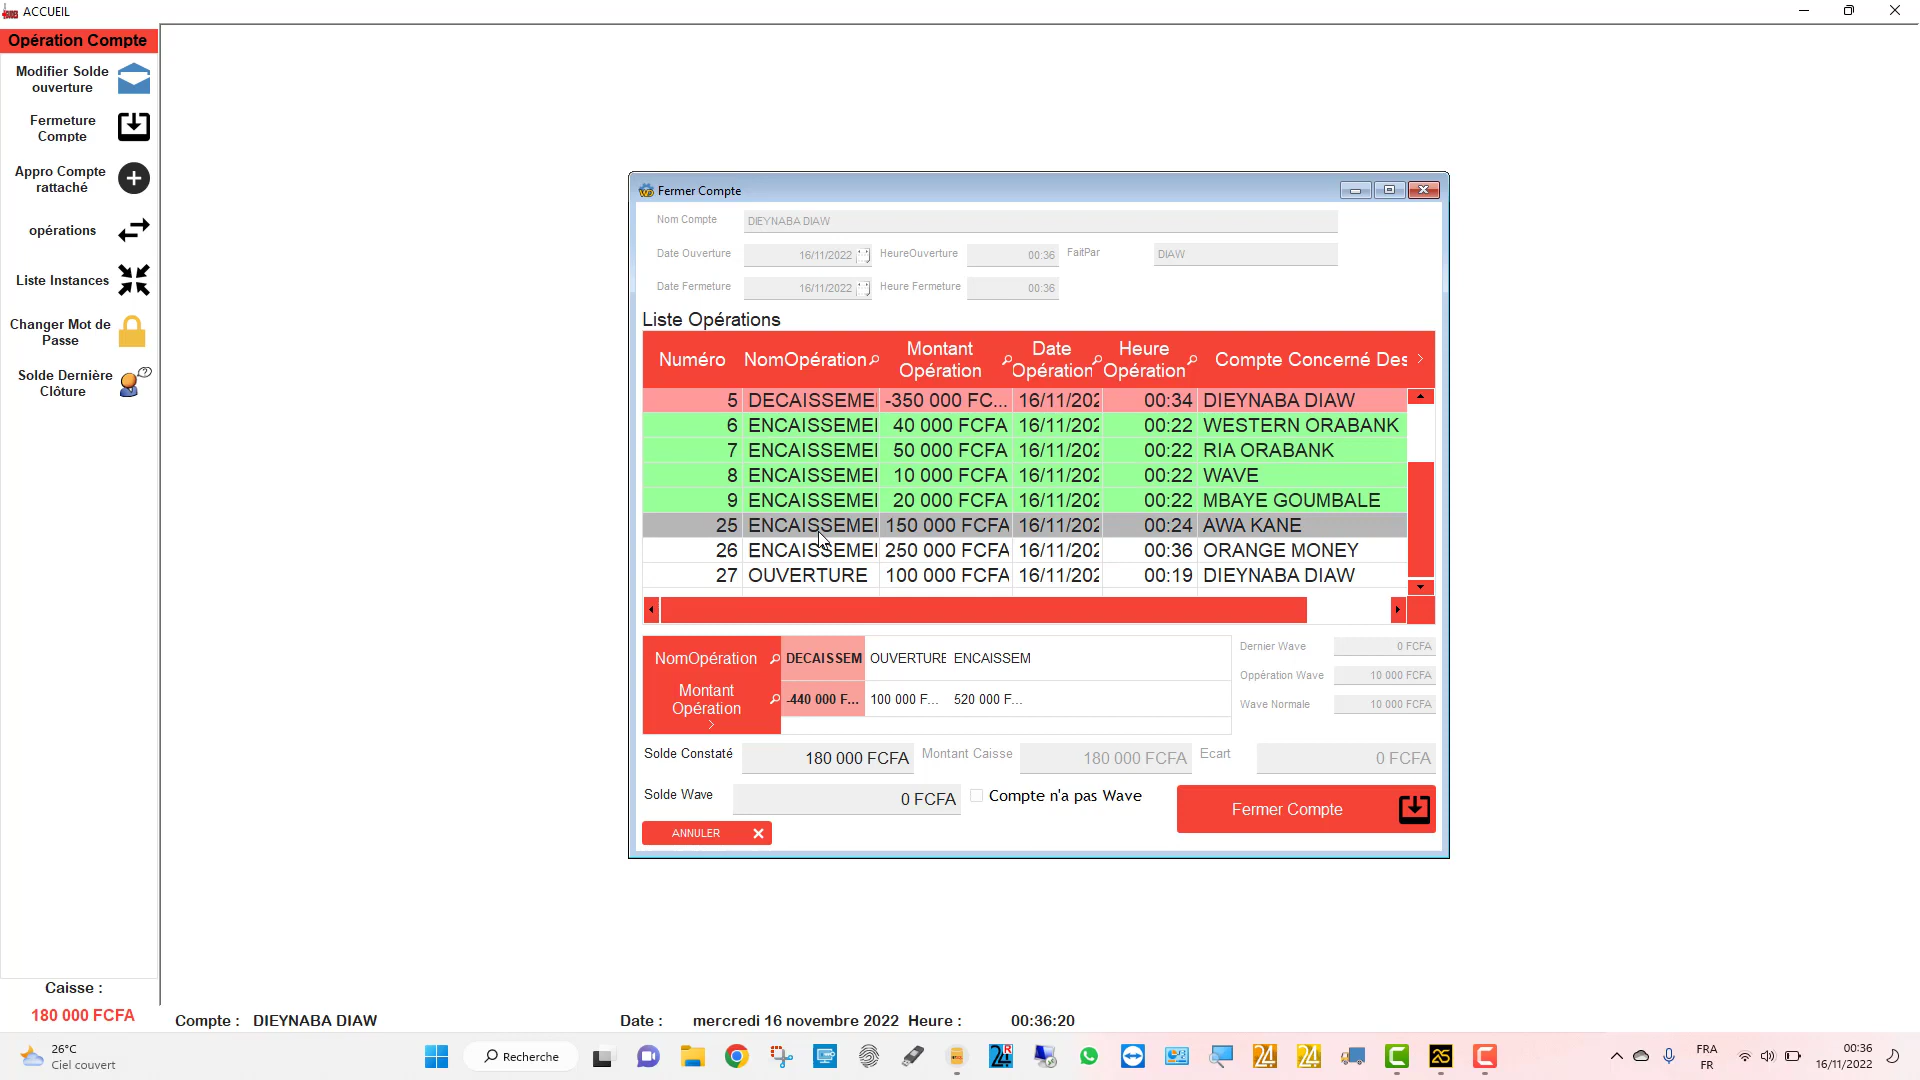 ACCUEIL
Opération Compte
Modifier Solde
ouverture
Fermeture
Compte
Appro Compte
rattaché
opérations
Liste Instances
Changer Mot de
Passe
Solde Dernière
Clôture
Caisse :
180 000 FCFA
Fermer Compte
Nom Compte DIEYNABA DIAW
Date Ouverture 16/11/2022 HeureOuverture 00:36 FaitPar DIAW
Date Fermeture 16/11/2022 Heure Fermeture 00:36
Liste Opérations
Numéro NomOpération Montant Opération Date Opération Heure Opération Compte Concerné Des
5 DECAISSEME -350 000 FC... 16/11/202 00:34 DIEYNABA DIAW
6 ENCAISSEME 40 000 FCFA 16/11/202 00:22 WESTERN ORABANK
7 ENCAISSEME 50 000 FCFA 16/11/202 00:22 RIA ORABANK
8 ENCAISSEME 10 000 FCFA 16/11/202 00:22 WAVE
9 ENCAISSEME 20 000 FCFA 16/11/202 00:22 MBAYE GOUMBALE
25 ENCAISSEME 150 000 FCFA 16/11/202 00:24 AWA KANE
26 ENCAISSEME 250 000 FCFA 16/11/202 00:36 ORANGE MONEY
27 OUVERTURE 100 000 FCFA 16/11/202 00:19 DIEYNABA DIAW
NomOpération DECAISSEM OUVERTURE ENCAISSEM
Montant
Opération -440 000 F... 100 000 F... 520 000 F...
Dernier Wave 0 FCFA
Oppération Wave 10 000 FCFA
Wave Normale 10 000 FCFA
Solde Constaté 180 000 FCFA Montant Caisse 180 000 FCFA Ecart 0 FCFA
Solde Wave 0 FCFA Compte n'a pas Wave Fermer Compte
ANNULER
Compte : DIEYNABA DIAW Date : mercredi 16 novembre 2022 Heure : 00:36:20
26°C
Ciel couvert
Recherche
FRA
FR
00:36
16/11/2022